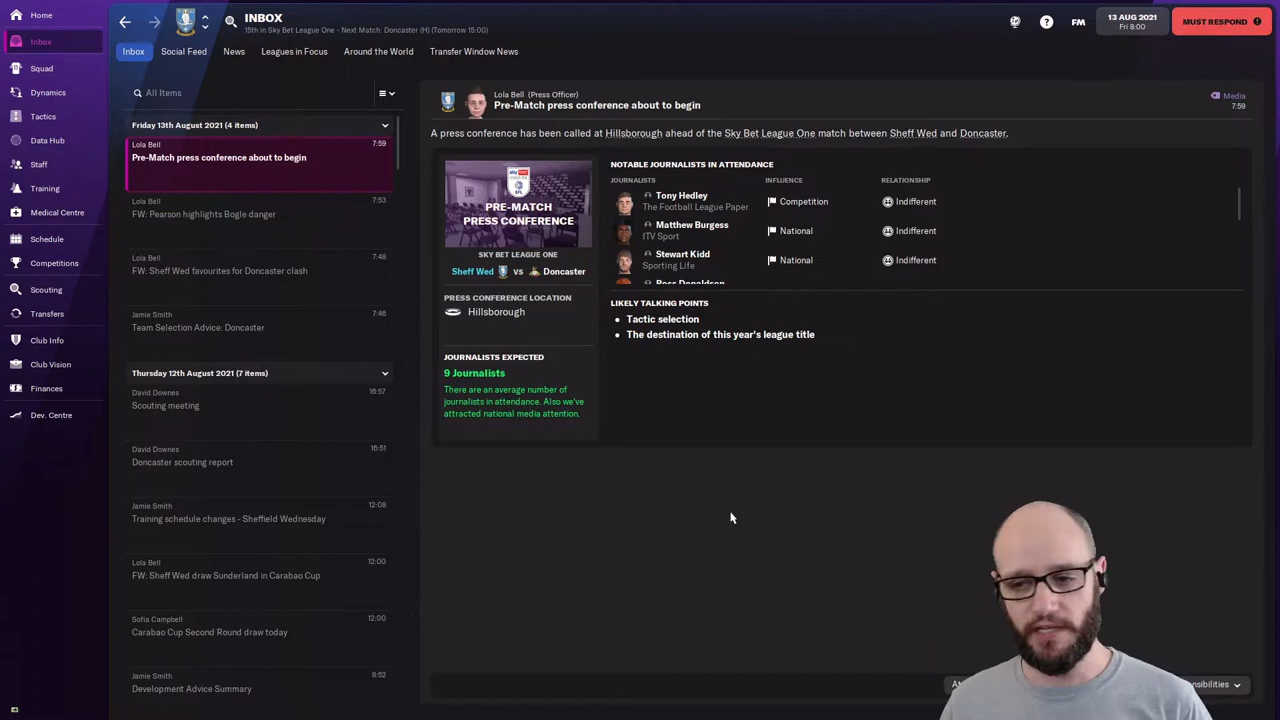 Home
Inbox
Squad
Dynamics
Tactics
Data Hub
Staff
Training
Medical Centre
Schedule
Competitions
Scouting
Transfers
Club Info
Club Vision
Finances
Dev. Centre
INBOX
15th in Sky Bet League One - Next Match: Doncaster (H) (Tomorrow 15:00)
FM
13 AUG 2021
Fri 8:00
MUST RESPOND
Inbox
Social Feed
News
Leagues in Focus
Around the World
Transfer Window News
All Items
Friday 13th August 2021 (4 items)
Lola Bell 7:59
Pre-Match press conference about to begin
Lola Bell 7:53
FW: Pearson highlights Bogle danger
Lola Bell 7:48
FW: Sheff Wed favourites for Doncaster clash
Jamie Smith 7:46
Team Selection Advice: Doncaster
Thursday 12th August 2021 (7 items)
David Downes 16:57
Scouting meeting
David Downes 16:51
Doncaster scouting report
Jamie Smith 12:08
Training schedule changes - Sheffield Wednesday
Lola Bell 12:00
FW: Sheff Wed draw Sunderland in Carabao Cup
Sofia Campbell 12:00
Carabao Cup Second Round draw today
Jamie Smith 8:52
Development Advice Summary
Lola Bell (Press Officer)
Pre-Match press conference about to begin
Media
7:59
A press conference has been called at Hillsborough ahead of the Sky Bet League One match between Sheff Wed and Doncaster.
sky bet
EFL
PRE-MATCH
PRESS CONFERENCE
SKY BET LEAGUE ONE
Sheff Wed vs Doncaster
PRESS CONFERENCE LOCATION
Hillsborough
JOURNALISTS EXPECTED
9 Journalists
There are an average number of
journalists in attendance. Also we've
attracted national media attention.
NOTABLE JOURNALISTS IN ATTENDANCE
JOURNALISTS INFLUENCE RELATIONSHIP
Tony Hedley
The Football League Paper
Competition
Indifferent
Matthew Burgess
ITV Sport
National
Indifferent
Stewart Kidd
Sporting Life
National
Indifferent
Ross Donaldson
LIKELY TALKING POINTS
Tactic selection
The destination of this year's league title